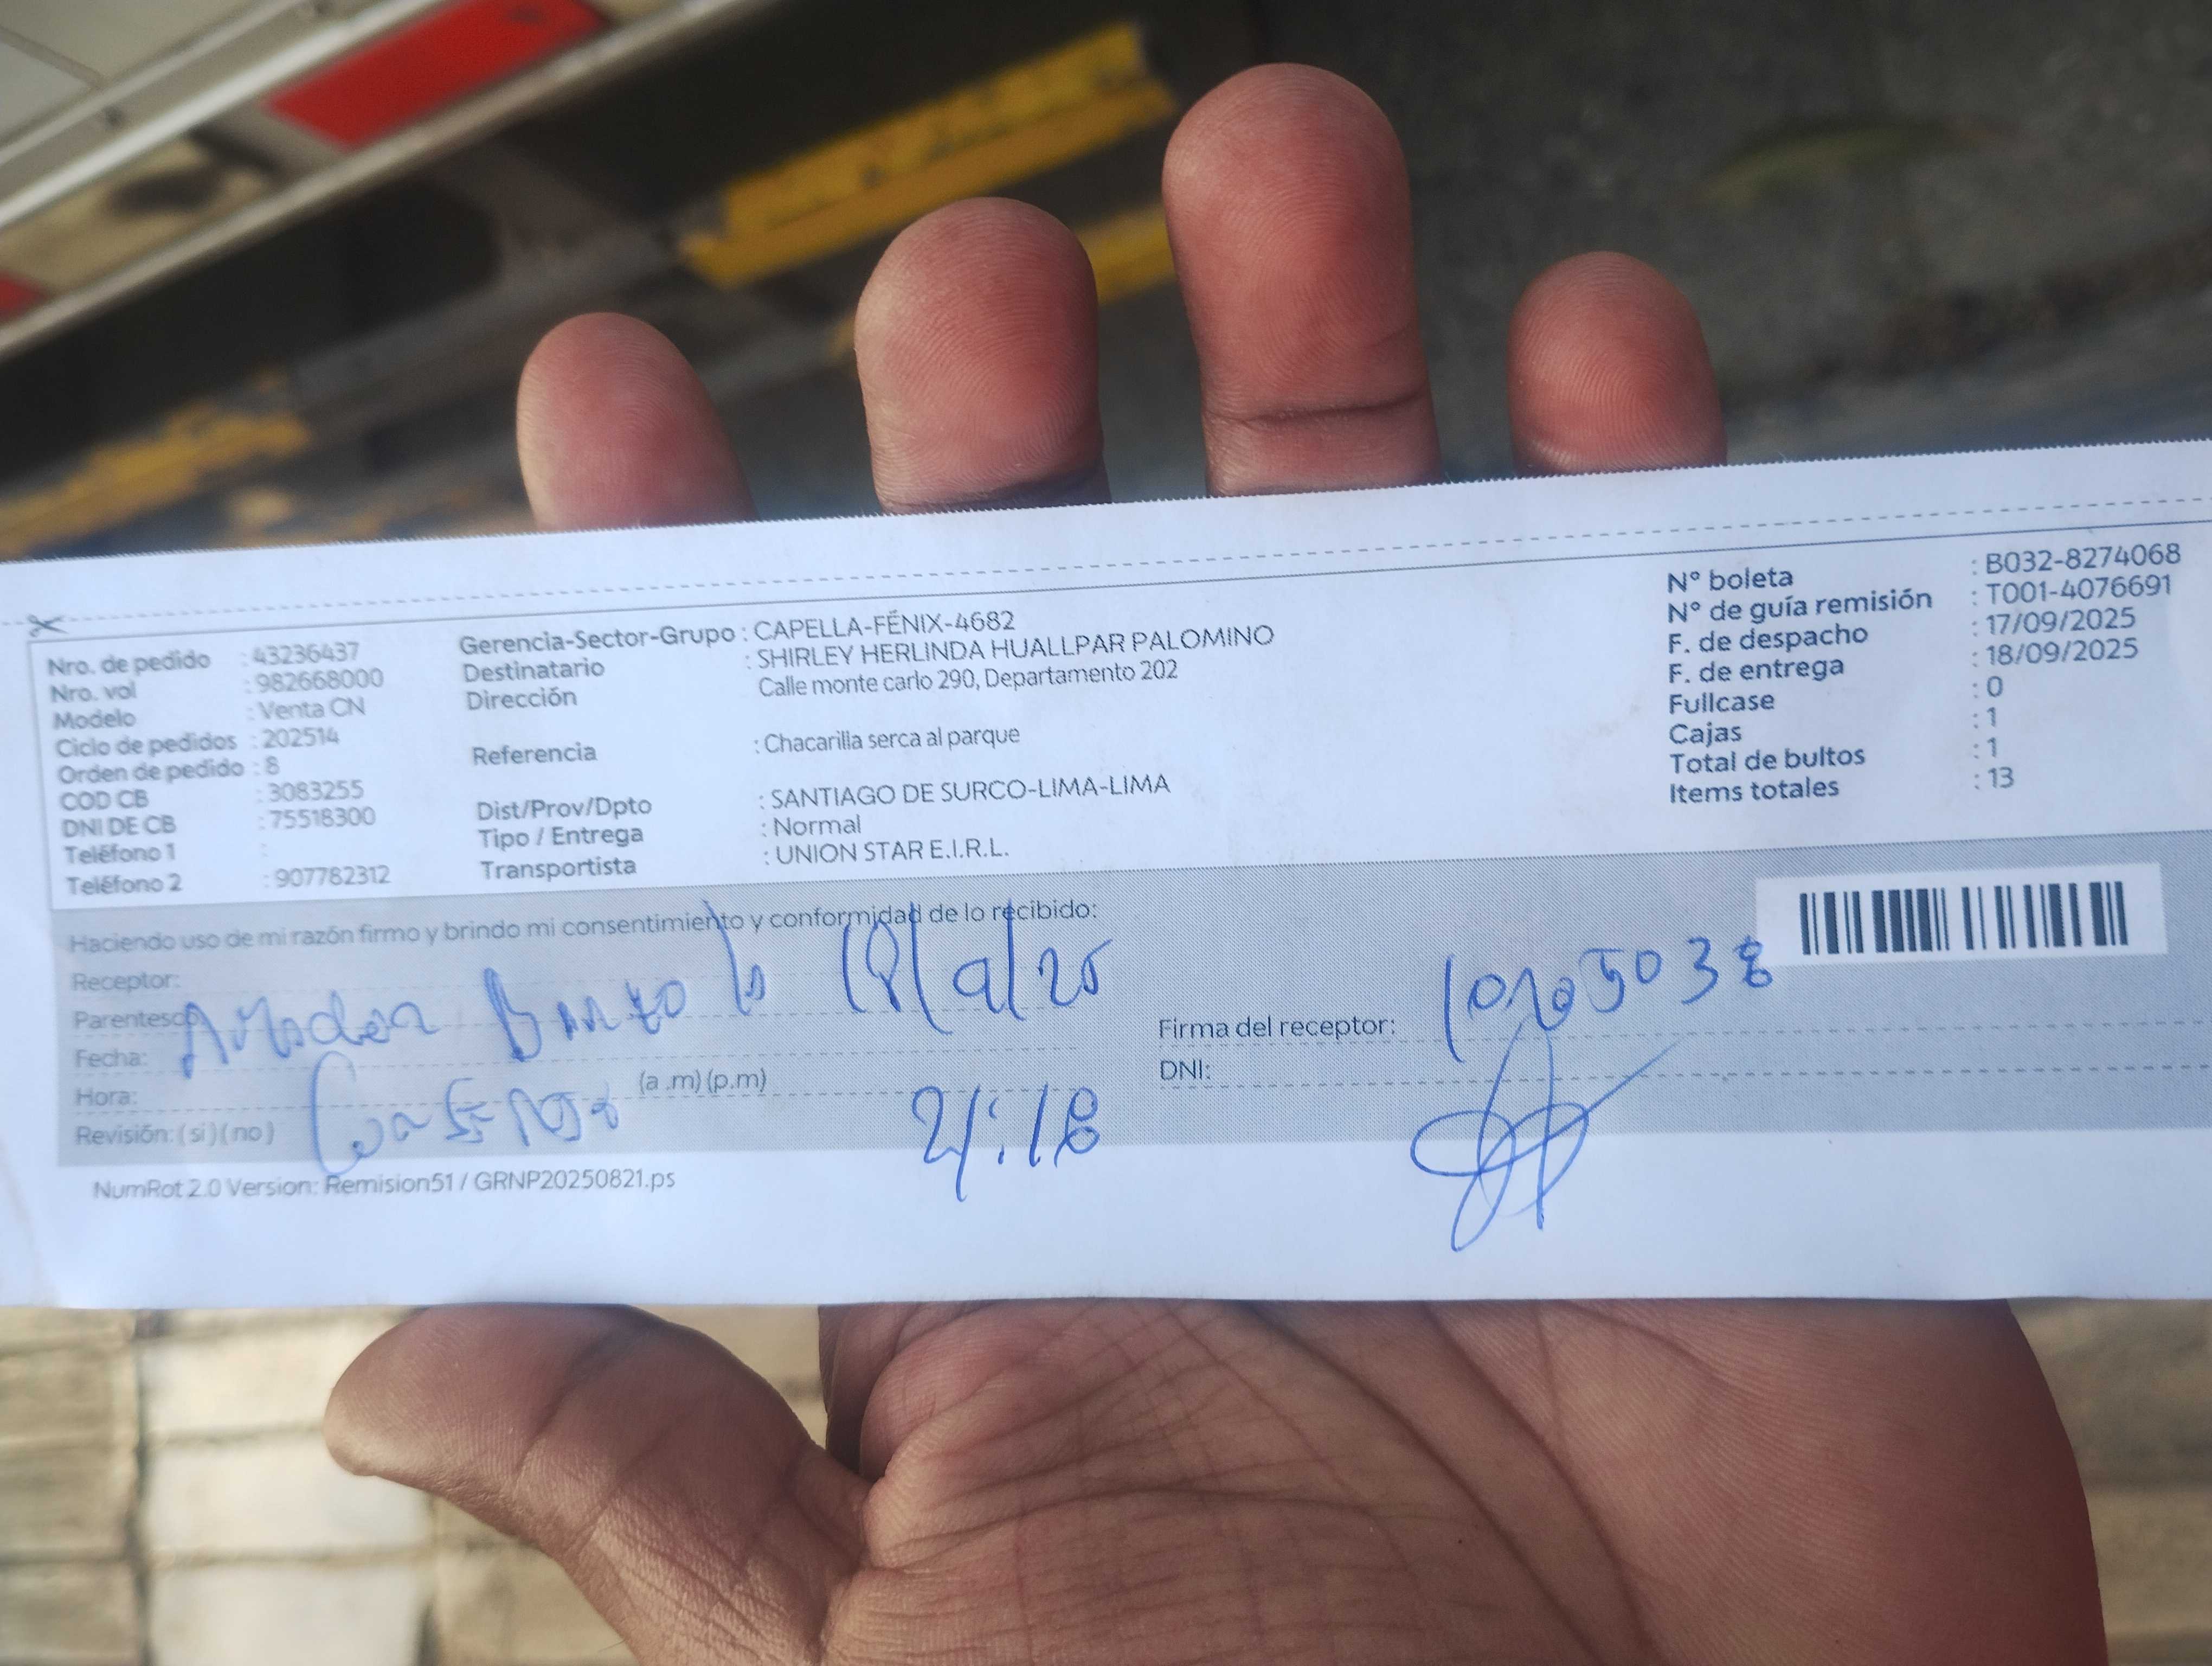 Nro. de pedido : 43236437
Nro. vol : 982668000
Modelo : Venta CN
Ciclo de pedidos : 202514
Orden de pedido : 8
COD CB : 3083255
DNI DE CB : 75518300
Teléfono 1 :
Teléfono 2 : 907782312
Gerencia-Sector-Grupo : CAPELLA-FÉNIX-4682
Destinatario : SHIRLEY HERLINDA HUALLPAR PALOMINO
Dirección Calle monte carlo 290, Departamento 202
Referencia : Chacarilla serca al parque
Dist/Prov/Dpto : SANTIAGO DE SURCO-LIMA-LIMA
Tipo / Entrega : Normal
Transportista : UNION STAR E.I.R.L.
N° boleta : B032-8274068
N° de guía remisión : T001-4076691
F. de despacho : 17/09/2025
F. de entrega : 18/09/2025
Fullcase : 0
Cajas : 1
Total de bultos : 1
Items totales : 13
Haciendo uso de mi razón firmo y brindo mi consentimiento y conformidad de lo recibido:
Receptor:
Parentesco
Fecha:
Hora: (a .m) (p.m)
Revisión: ( si ) ( no )
Firma del receptor:
DNI:
NumRot 2.0 Version: Remision51 / GRNP20250821.ps